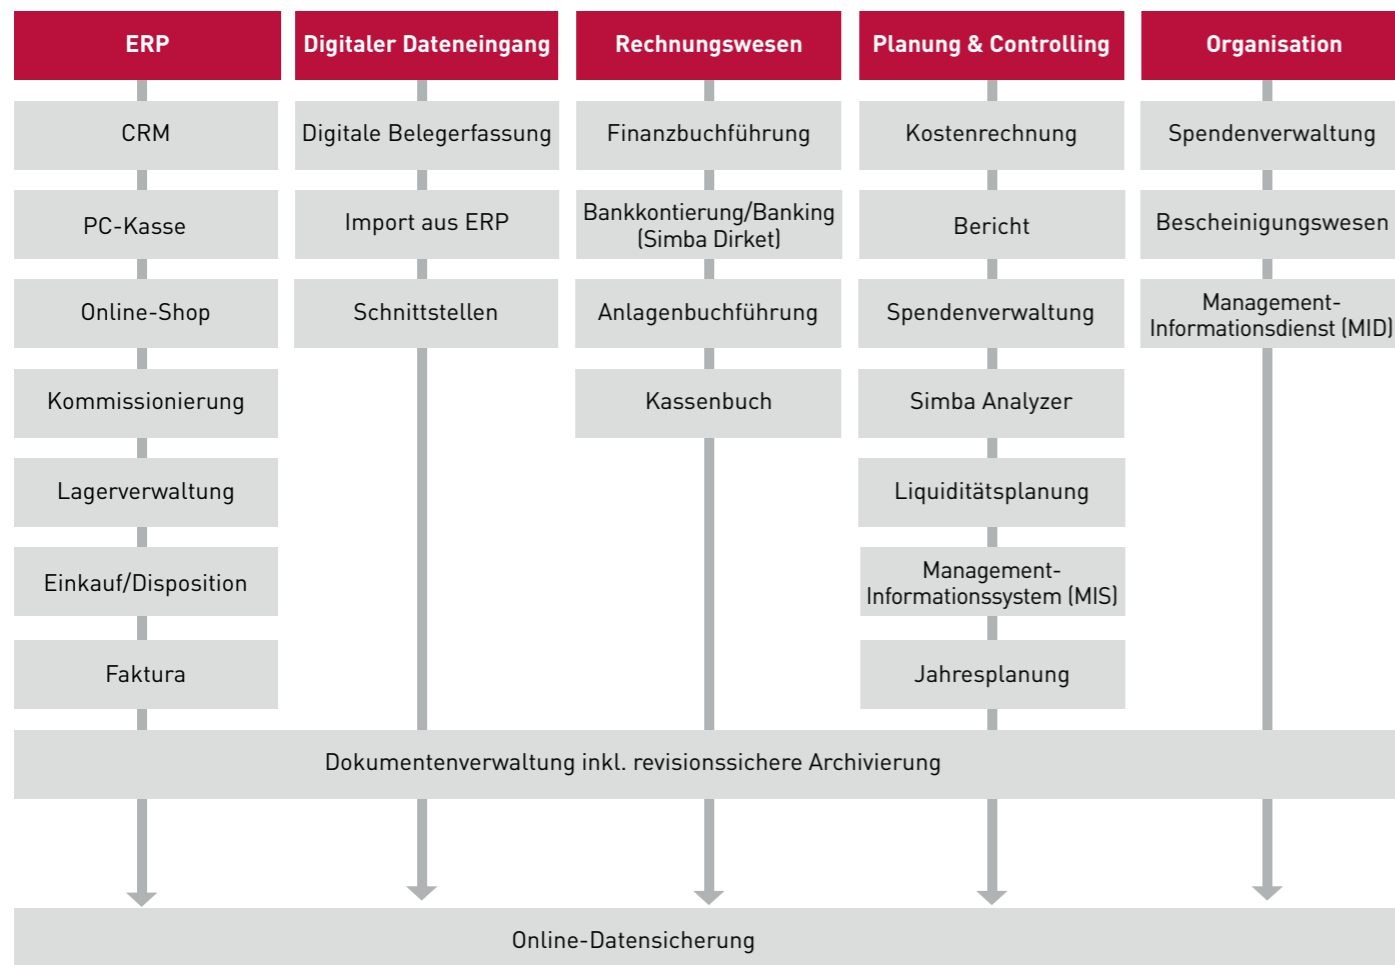 ERP
Digitaler Dateneingang
Rechnungswesen
Planung & Controlling
Organisation
CRM
Digitale Belegerfassung
Finanzbuchführung
Kostenrechnung
Spendenverwaltung
PC-Kasse
Import aus ERP
Bankkontierung/Banking
(Simba Dirket)
Bericht
Bescheinigungswesen
Online-Shop
Schnittstellen
Anlagenbuchführung
Spendenverwaltung
Management-
Informationsdienst (MID)
Kommissionierung
Kassenbuch
Simba Analyzer
Lagerverwaltung
Liquiditätsplanung
Einkauf/Disposition
Management-
Informationssystem (MIS)
Faktura
Jahresplanung
Dokumentenverwaltung inkl. revisionssichere Archivierung
Online-Datensicherung